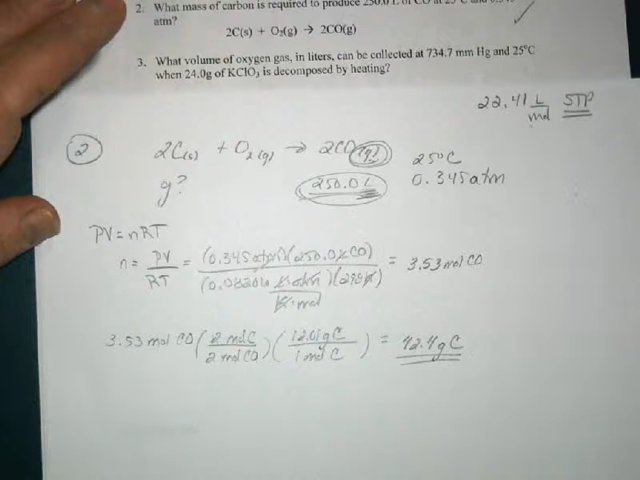 2. What mass of carbon is required to produce 250.0 L of CO at 25°C and 0.345
atm?
2C(s) + O₂(g) → 2CO(g)
3. What volume of oxygen gas, in liters, can be collected at 734.7 mm Hg and 25°C
when 24.0g of KClO₃ is decomposed by heating?
22.41 L/mol STP
② 2C(s) + O₂(g) → 2CO(g) 25°C
g? 250.0 L 0.345 atm
PV=nRT
n = PV/RT = (0.345 atm)(250.0 L CO)/(0.08206 L·atm/K·mol)(298K) = 3.53 mol CO
3.53 mol CO (2 mol C/2 mol CO)(12.01g C/1 mol C) = 42.4g C